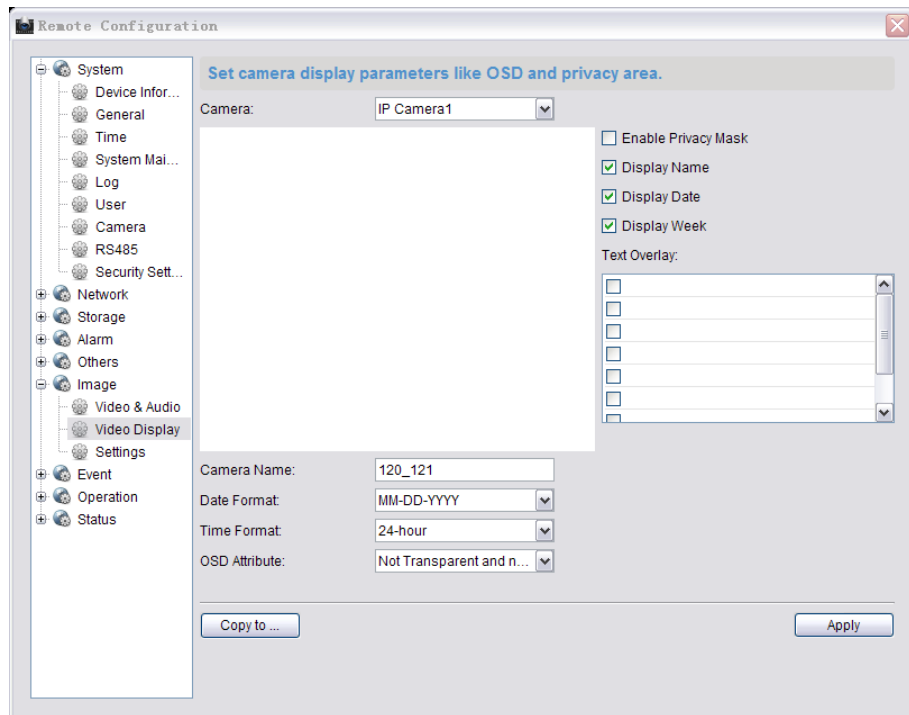 Remote Configuration
System
Device Infor...
General
Time
System Mai...
Log
User
Camera
RS485
Security Sett...
Network
Storage
Alarm
Others
Image
Video & Audio
Video Display
Settings
Event
Operation
Status
Set camera display parameters like OSD and privacy area.
Camera: IP Camera1
Enable Privacy Mask
Display Name
Display Date
Display Week
Text Overlay:
Camera Name: 120_121
Date Format: MM-DD-YYYY
Time Format: 24-hour
OSD Attribute: Not Transparent and n...
Copy to ...
Apply